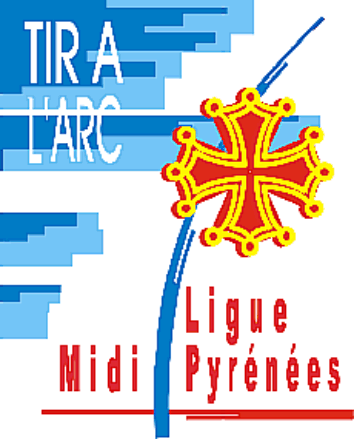 TIR A
L'ARC
Ligue
Midi Pyrénées